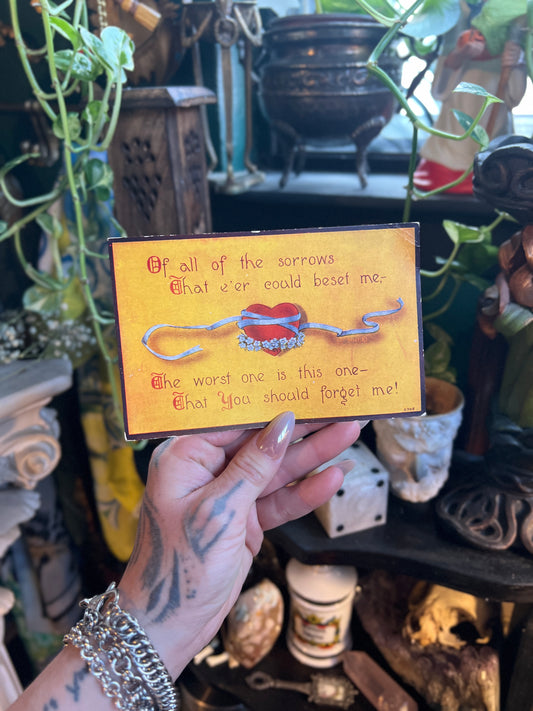 Of all of the sorrows
That e'er could beset me,-
The worst one is this one-
That You should forget me!